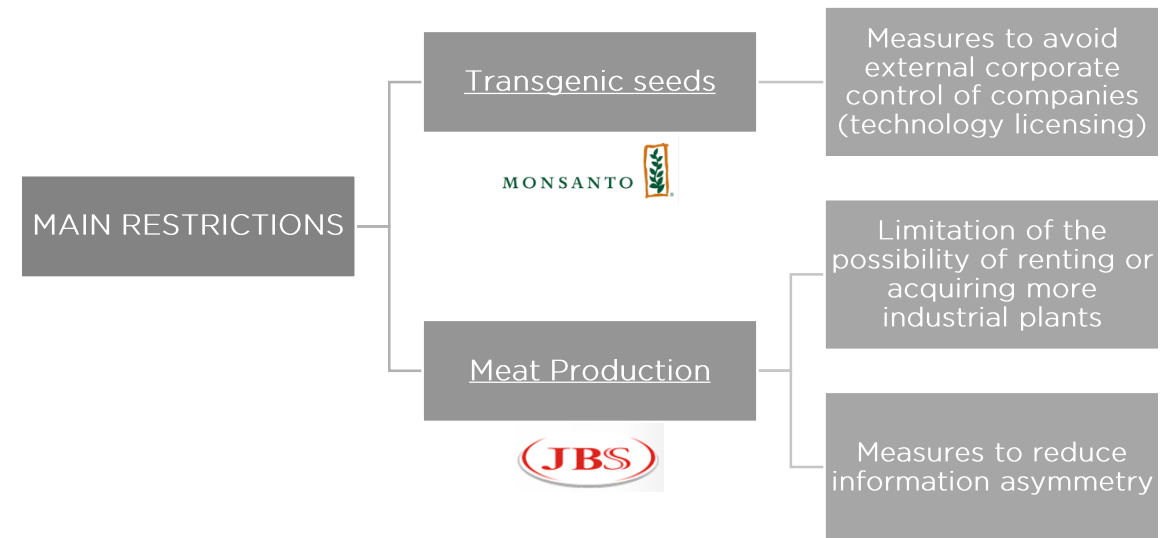 MAIN RESTRICTIONS
Transgenic seeds
MONSANTO
Measures to avoid
external corporate
control of companies
(technology licensing)
Meat Production
JBS
Limitation of the
possibility of renting or
acquiring more
industrial plants
Measures to reduce
information asymmetry